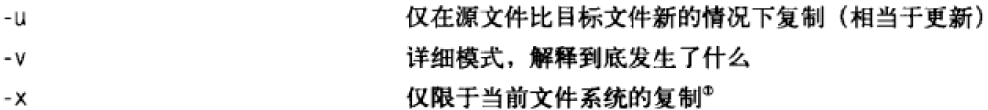 -u 仅在源文件比目标文件新的情况下复制（相当于更新）
-v 详细模式，解释到底发生了什么
-x 仅限于当前文件系统的复制①